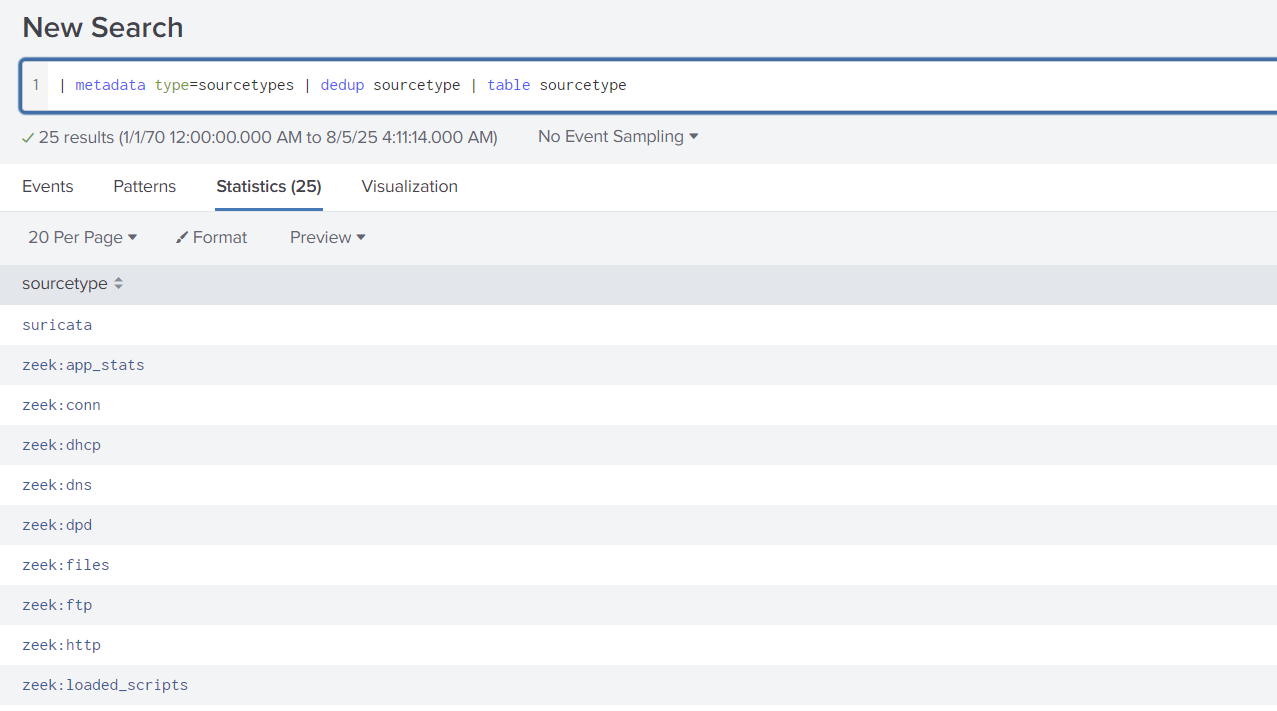 New Search
1 | metadata type=sourcetypes | dedup sourcetype | table sourcetype
25 results (1/1/70 12:00:00.000 AM to 8/5/25 4:11:14.000 AM) No Event Sampling
Events Patterns Statistics (25) Visualization
20 Per Page Format Preview
sourcetype
suricata
zeek:app_stats
zeek:conn
zeek:dhcp
zeek:dns
zeek:dpd
zeek:files
zeek:ftp
zeek:http
zeek:loaded_scripts